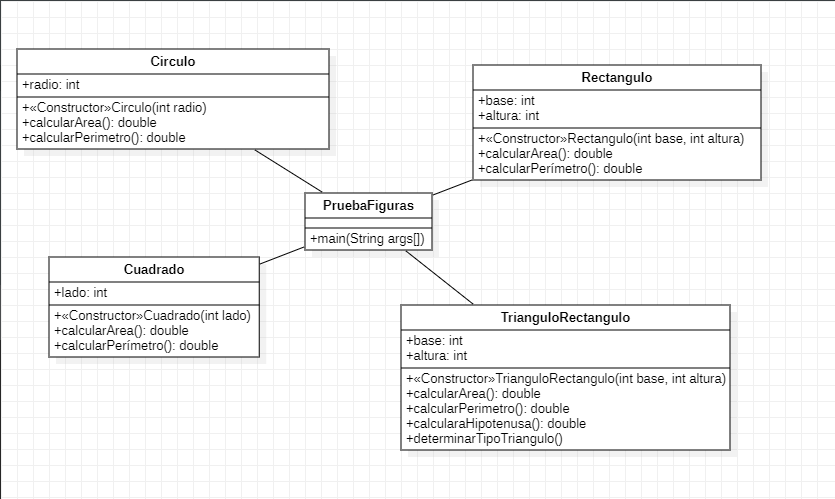 Circulo
+radio: int
+«Constructor»Circulo(int radio)
+calcularArea(): double
+calcularPerimetro(): double
Rectangulo
+base: int
+altura: int
+«Constructor»Rectangulo(int base, int altura)
+calcularArea(): double
+calcularPerímetro(): double
PruebaFiguras
+main(String args[])
Cuadrado
+lado: int
+«Constructor»Cuadrado(int lado)
+calcularArea(): double
+calcularPerímetro(): double
TrianguloRectangulo
+base: int
+altura: int
+«Constructor»TrianguloRectangulo(int base, int altura)
+calcularArea(): double
+calcularPerimetro(): double
+calcularaHipotenusa(): double
+determinarTipoTriangulo()